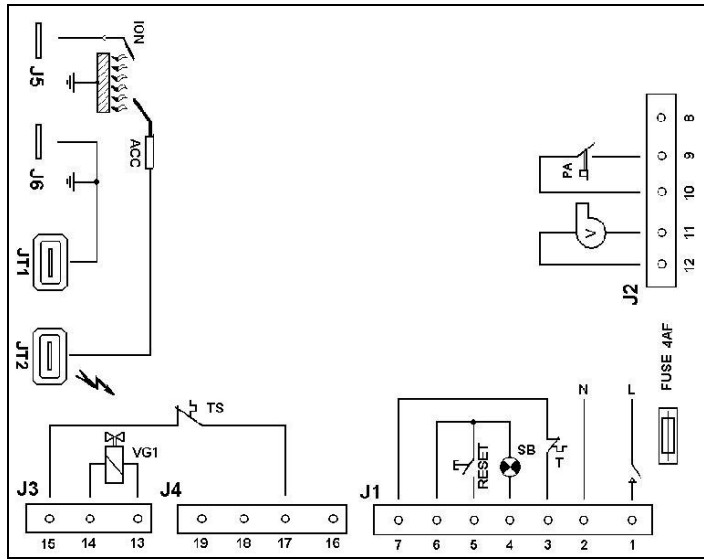 ION
J5
ACC
J6
JT1
JT2
8
PA 9
10
V 11
12
J2
FUSE 4AF
TS
VG1
N L
RESET
SB
T
J3 J4 J1
15 14 13 19 18 17 16 7 6 5 4 3 2 1